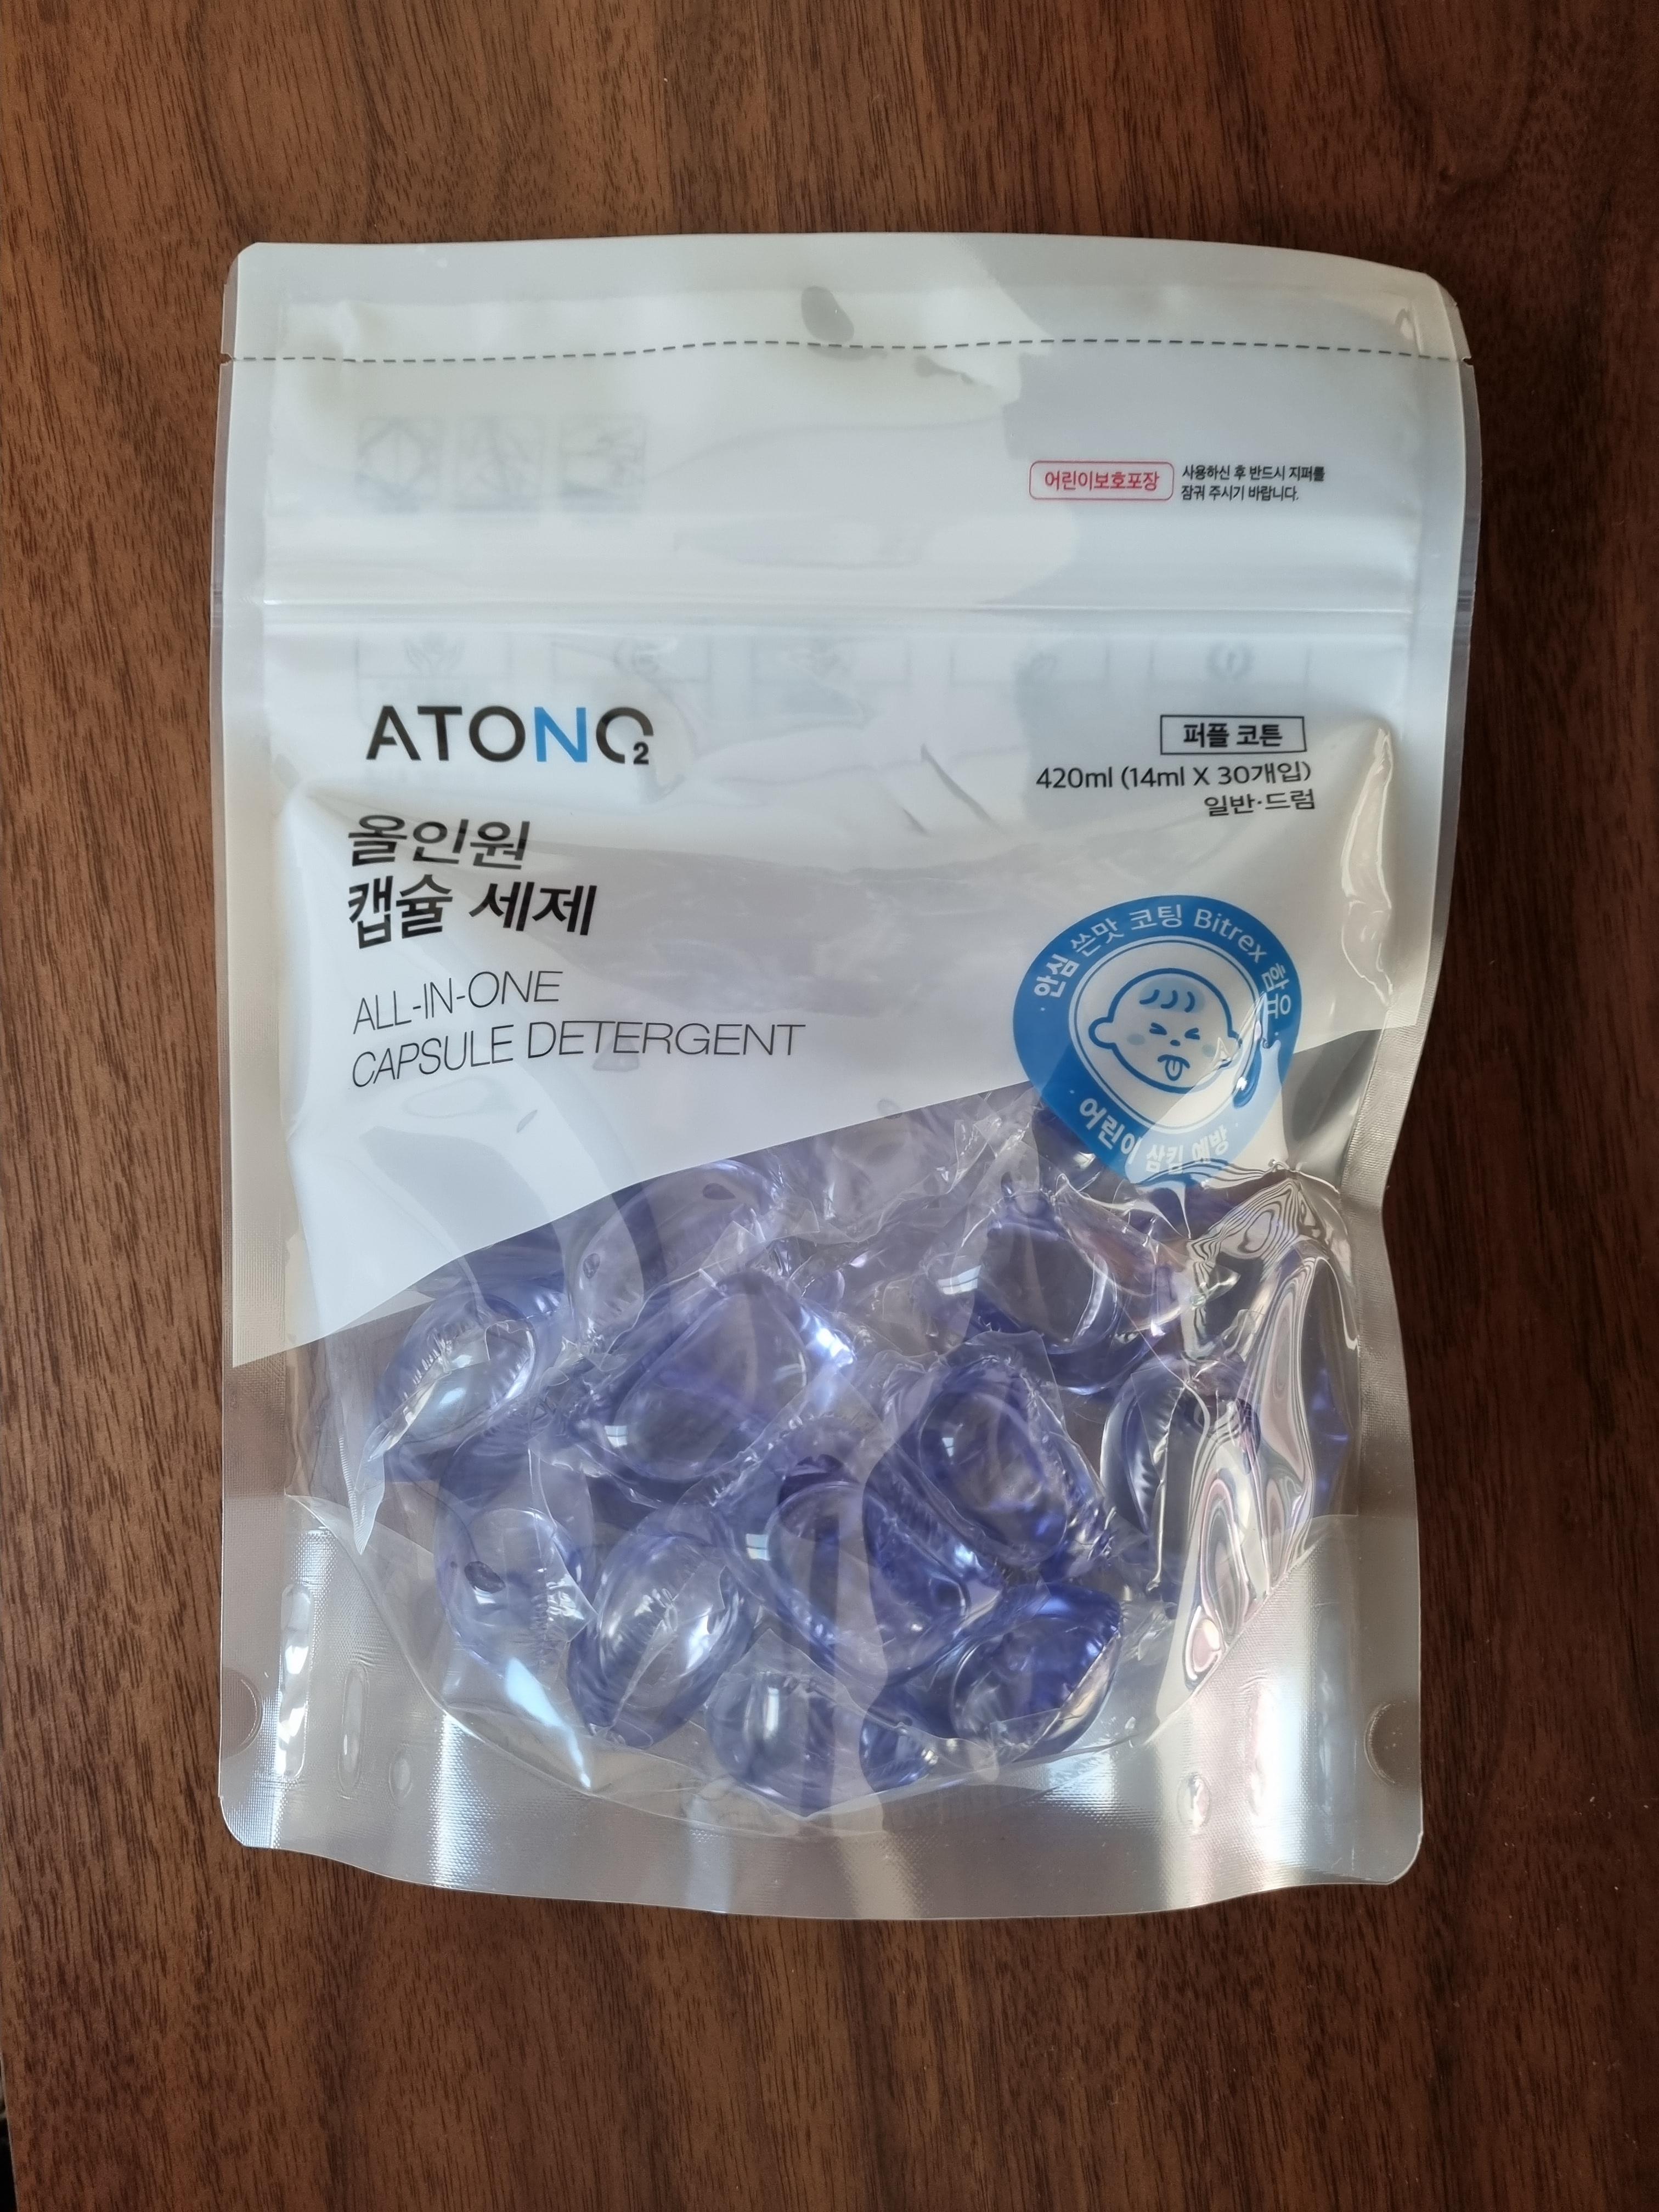 어린이보호포장
사용하신 후 반드시 지퍼를
잠궈 주시기 바랍니다.
ATONO2
퍼플 코튼
420ml (14ml X 30개입)
일반·드럼
올인원
캡슐 세제
ALL-IN-ONE
CAPSULE DETERGENT
· 안심 쓴맛 코팅 Bitrex 함유 ·
· 어린이 삼킴 예방 ·